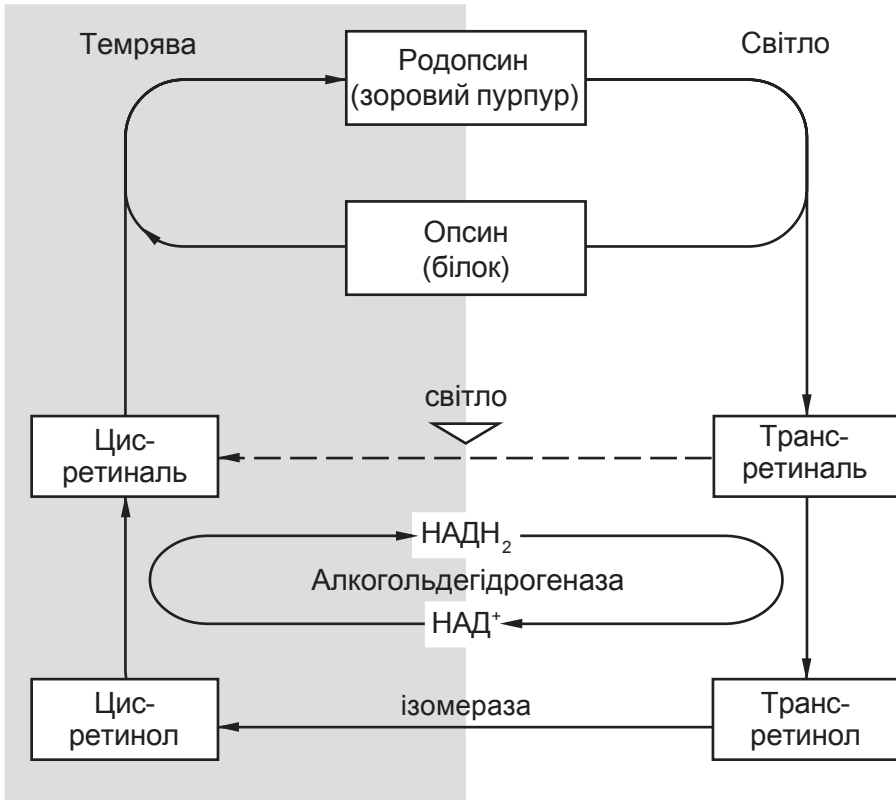 Темрява
Світло
Родопсин
(зоровий пурпур)
Опсин
(білок)
світло
Цис-
ретиналь
Транс-
ретиналь
НАДН₂
Алкогольдегідрогеназа
НАД⁺
Цис-
ретинол
ізомераза
Транс-
ретинол